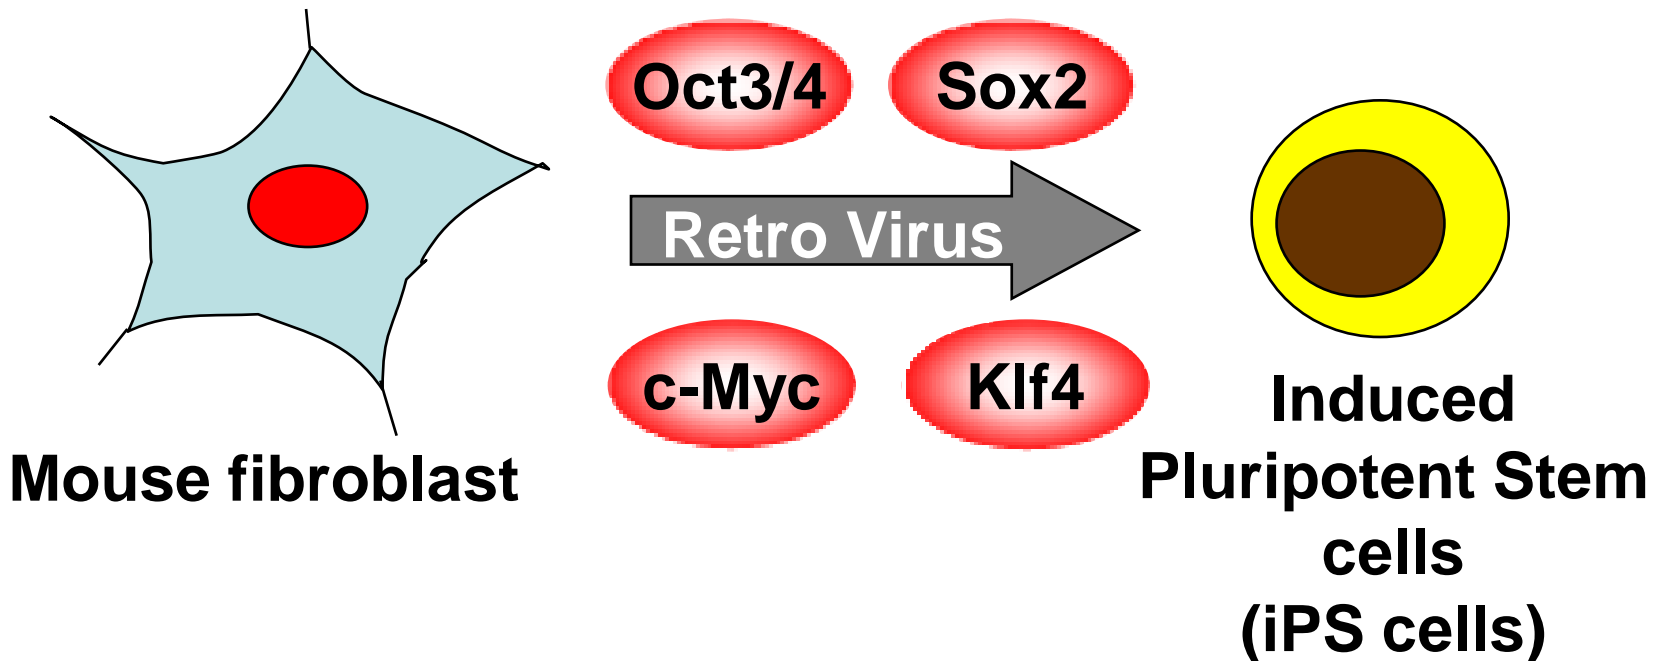 Oct3/4
Sox2
Retro Virus
c-Myc
Klf4
Mouse fibroblast
Induced
Pluripotent Stem
cells
(iPS cells)